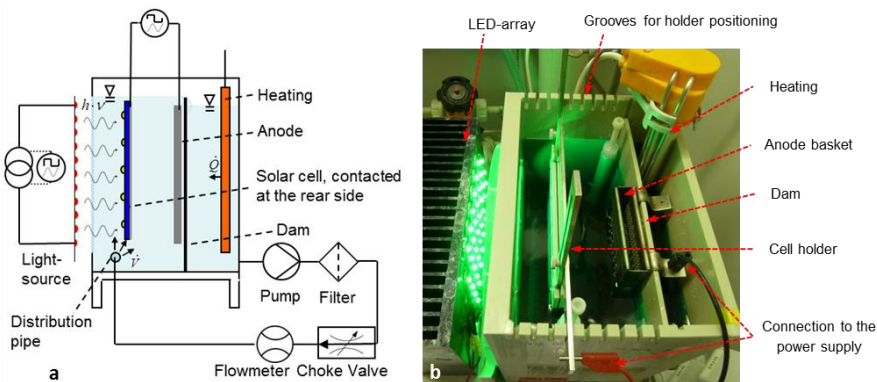 a
h·ν
Light-
source
Distribution
pipe
V̇
Q̇
Heating
Anode
Solar cell, contacted
at the rear side
Dam
Pump
Filter
Flowmeter
Choke Valve
b
LED-array
Grooves for holder positioning
Heating
Anode basket
Dam
Cell holder
Connection to the
power supply